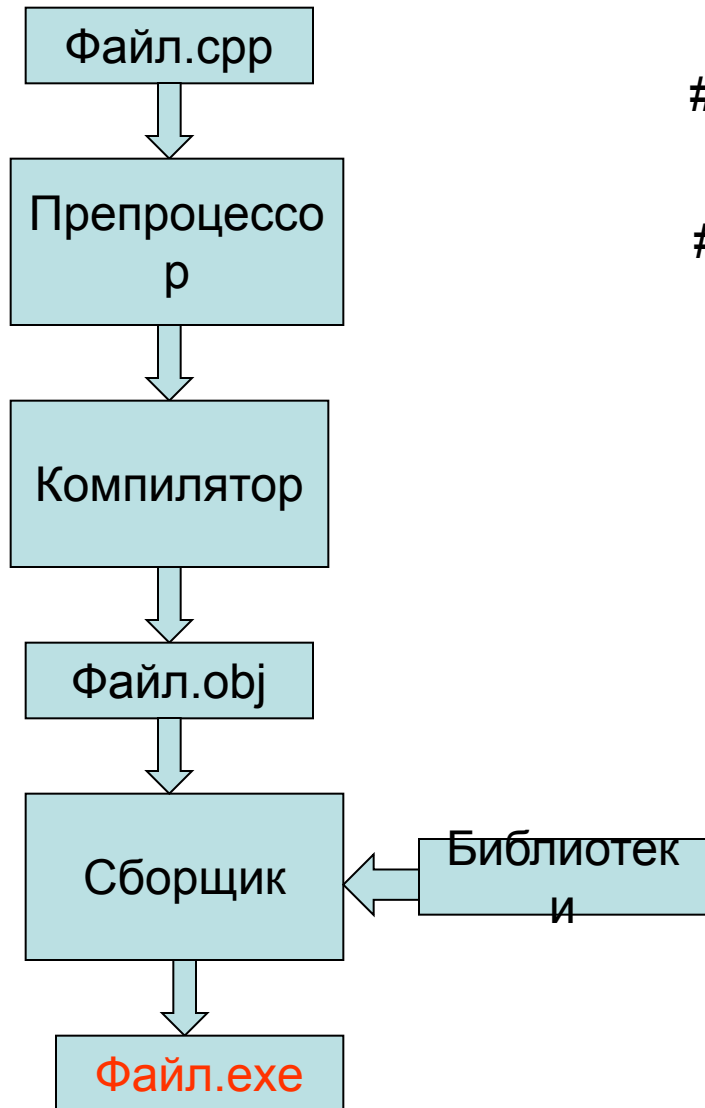 Файл.cpp
#
Препроцессо
р
#
Компилятор
Файл.obj
Сборщик
Библиотек
и
Файл.exe